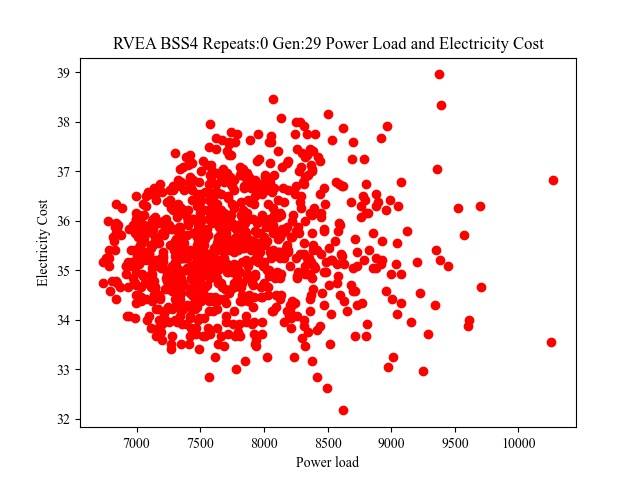 RVEA BSS4 Repeats:0 Gen:29 Power Load and Electricity Cost
39
38
37
36
35
34
33
32
Electricity Cost
7000 7500 8000 8500 9000 9500 10000
Power load